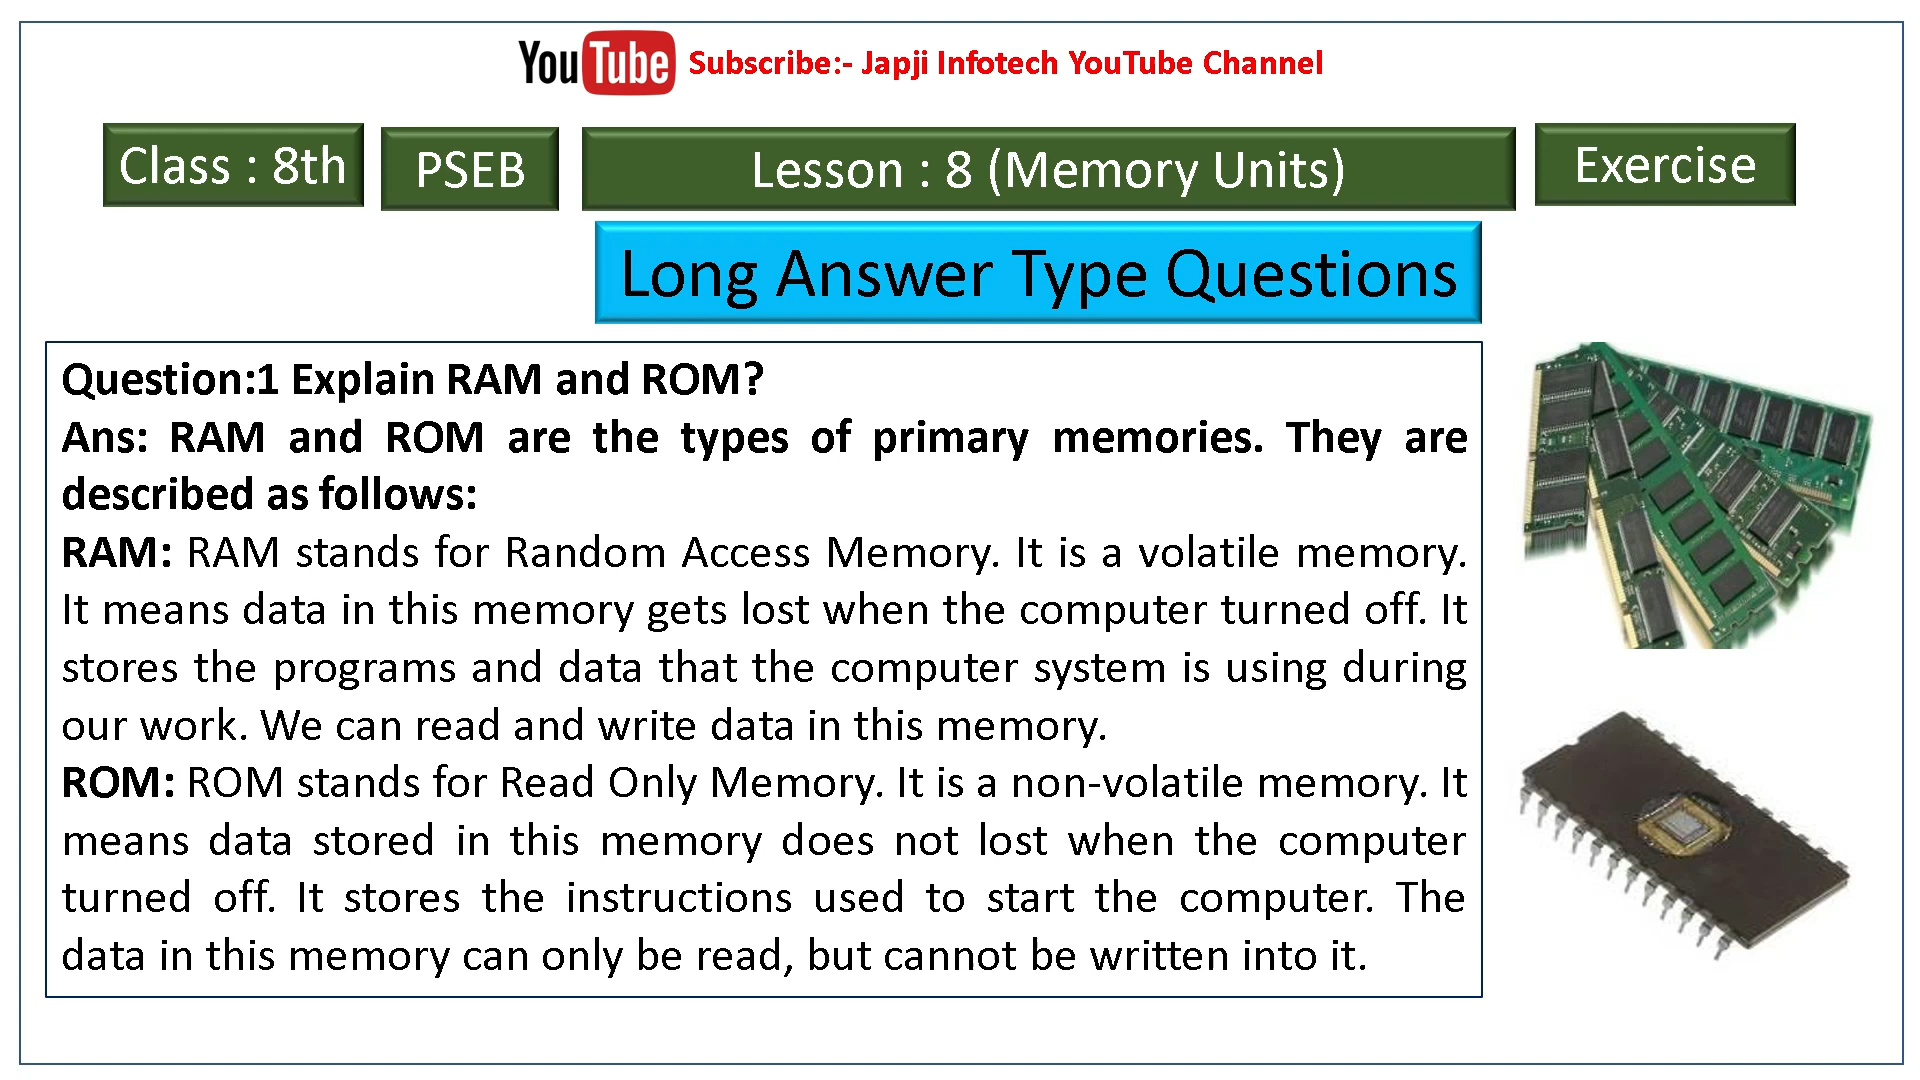 YouTube Subscribe:- Japji Infotech YouTube Channel
Class : 8th
PSEB
Lesson : 8 (Memory Units)
Exercise
Long Answer Type Questions
Question:1 Explain RAM and ROM?
Ans: RAM and ROM are the types of primary memories. They are
described as follows:
RAM: RAM stands for Random Access Memory. It is a volatile memory.
It means data in this memory gets lost when the computer turned off. It
stores the programs and data that the computer system is using during
our work. We can read and write data in this memory.
ROM: ROM stands for Read Only Memory. It is a non-volatile memory. It
means data stored in this memory does not lost when the computer
turned off. It stores the instructions used to start the computer. The
data in this memory can only be read, but cannot be written into it.